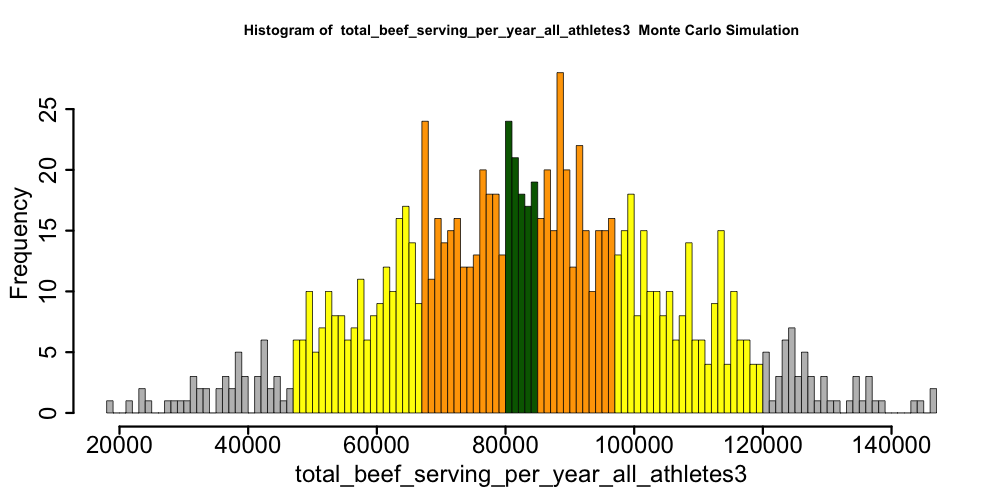 Histogram of  total_beef_serving_per_year_all_athletes3  Monte Carlo Simulation
Frequency
25
20
15
10
5
0
20000 40000 60000 80000 100000 120000 140000
total_beef_serving_per_year_all_athletes3